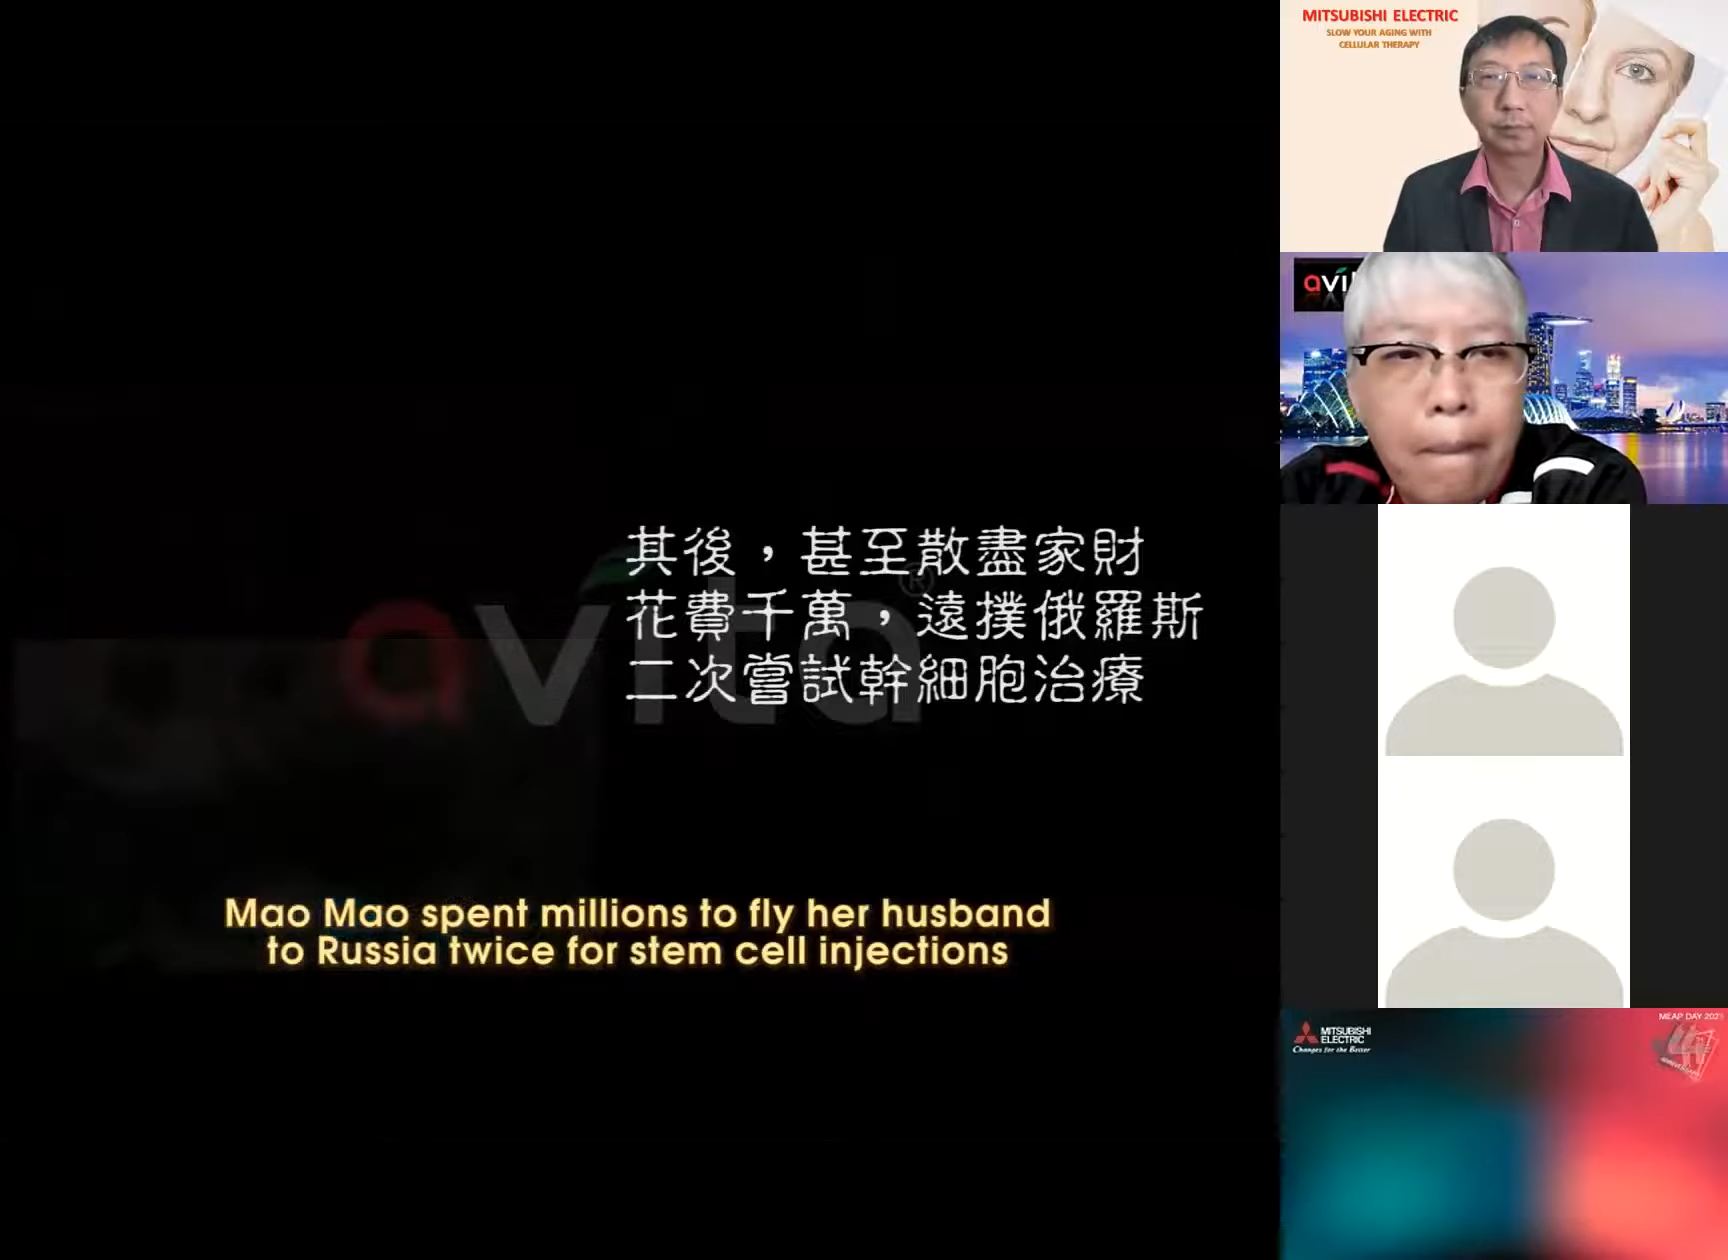 其後，甚至散盡家財
花費千萬，遠撲俄羅斯
二次嘗試幹細胞治療
avita®
Mao Mao spent millions to fly her husband
to Russia twice for stem cell injections
MITSUBISHI ELECTRIC
SLOW YOUR AGING WITH
CELLULAR THERAPY
avi
MITSUBISHI
ELECTRIC
Changes for the Better
MEAP DAY 2021